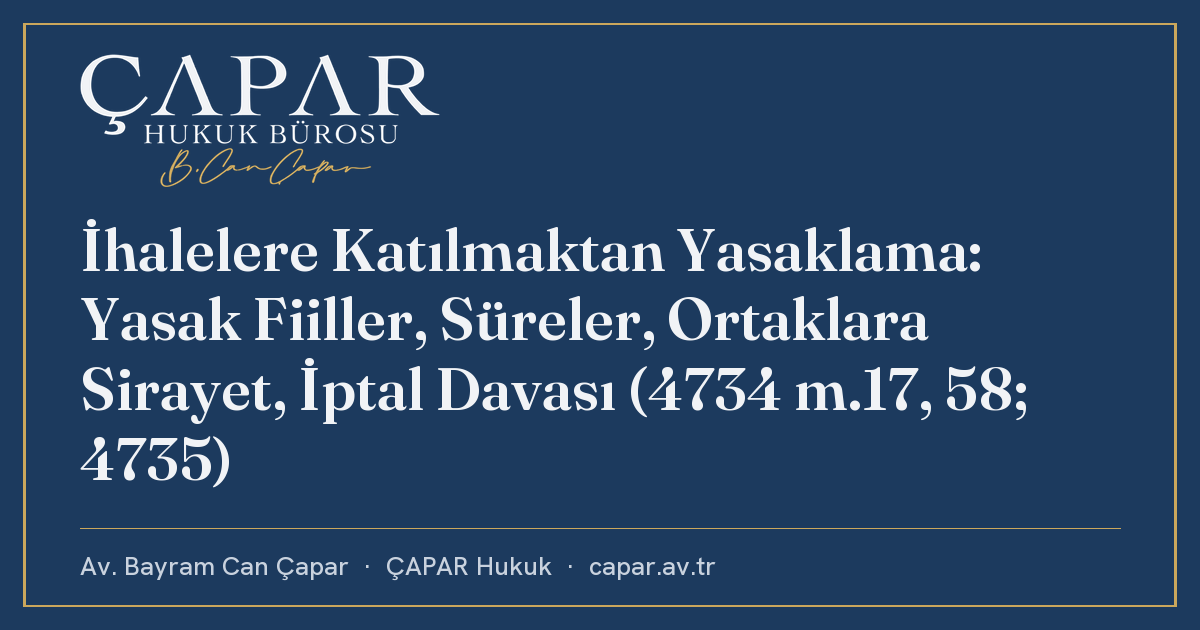 ÇAPAR
HUKUK BÜROSU
B.Can Çapar
İhalelere Katılmaktan Yasaklama:
Yasak Fiiller, Süreler, Ortaklara
Sirayet, İptal Davası (4734 m.17, 58;
4735)
Av. Bayram Can Çapar · ÇAPAR Hukuk · capar.av.tr